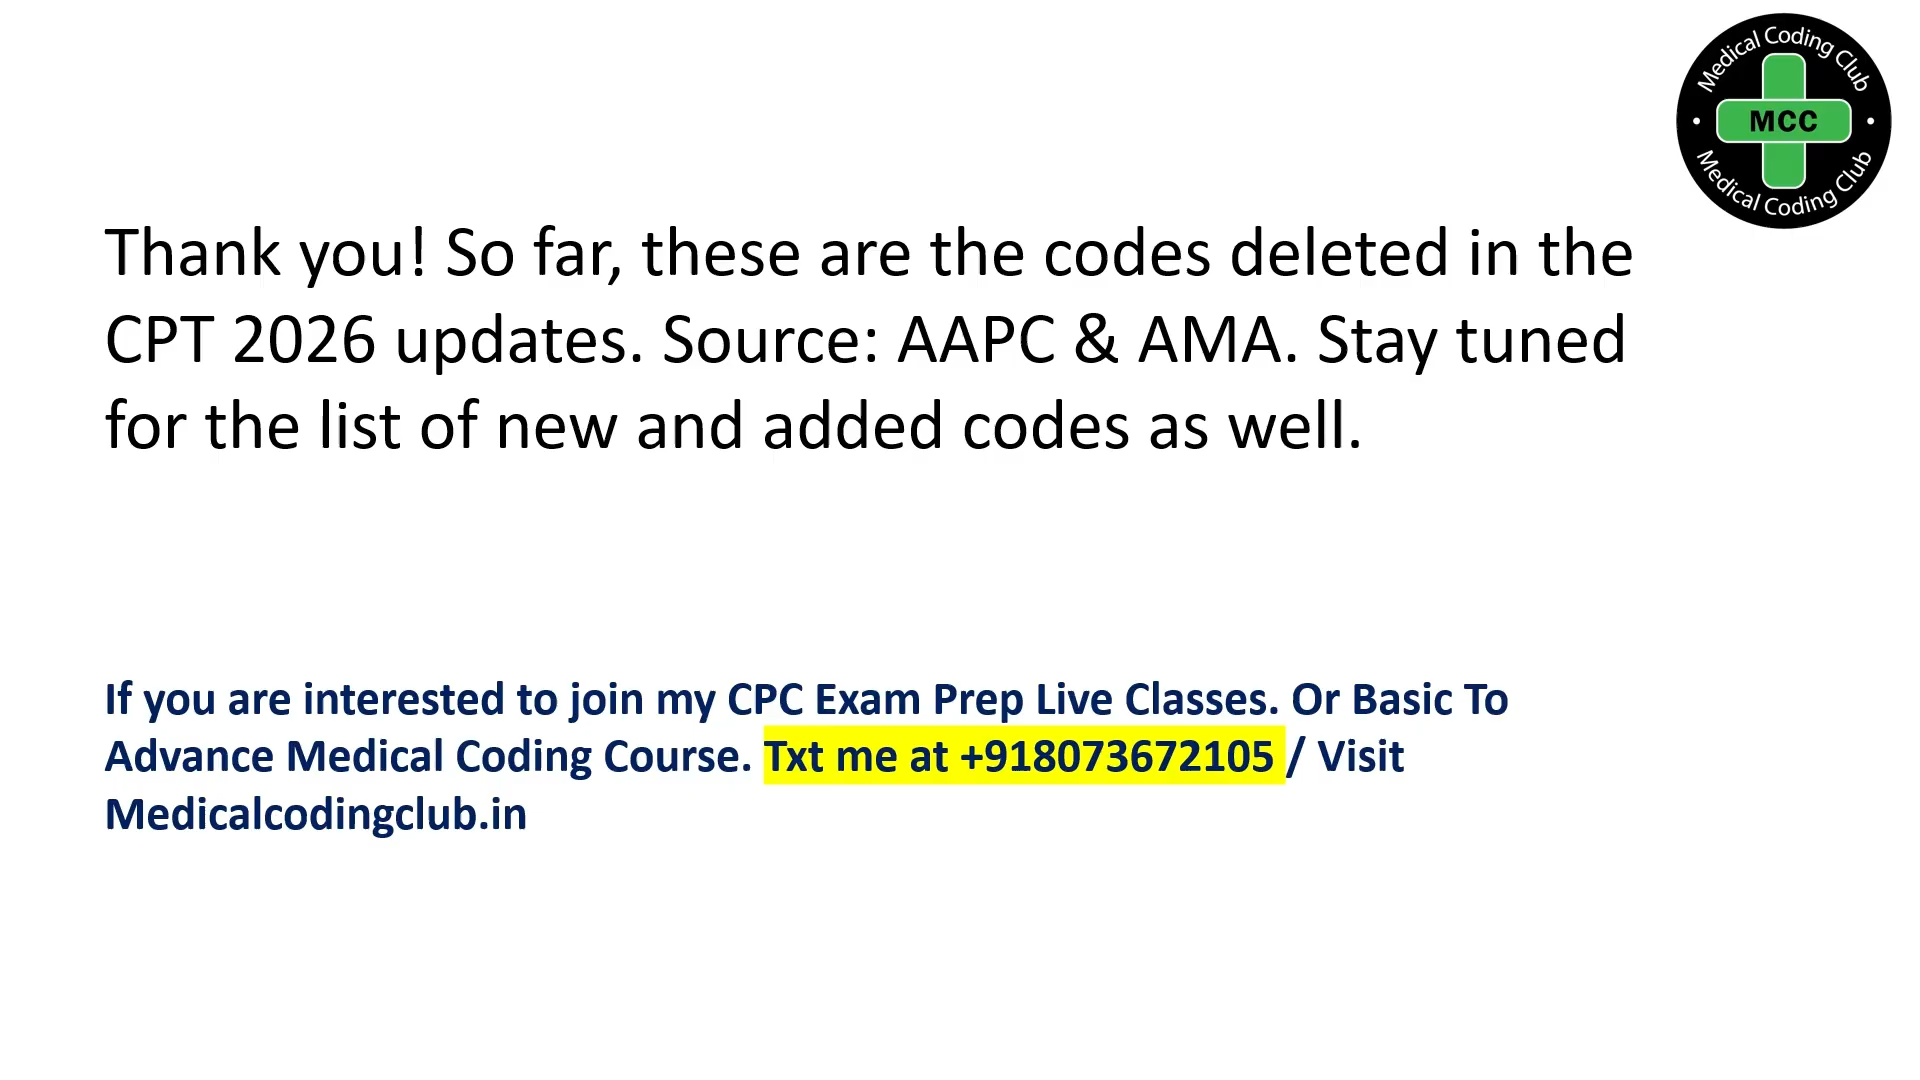 Medical Coding Club
MCC
Medical Coding Club
Thank you! So far, these are the codes deleted in the
CPT 2026 updates. Source: AAPC & AMA. Stay tuned
for the list of new and added codes as well.
If you are interested to join my CPC Exam Prep Live Classes. Or Basic To
Advance Medical Coding Course. Txt me at +918073672105 / Visit
Medicalcodingclub.in